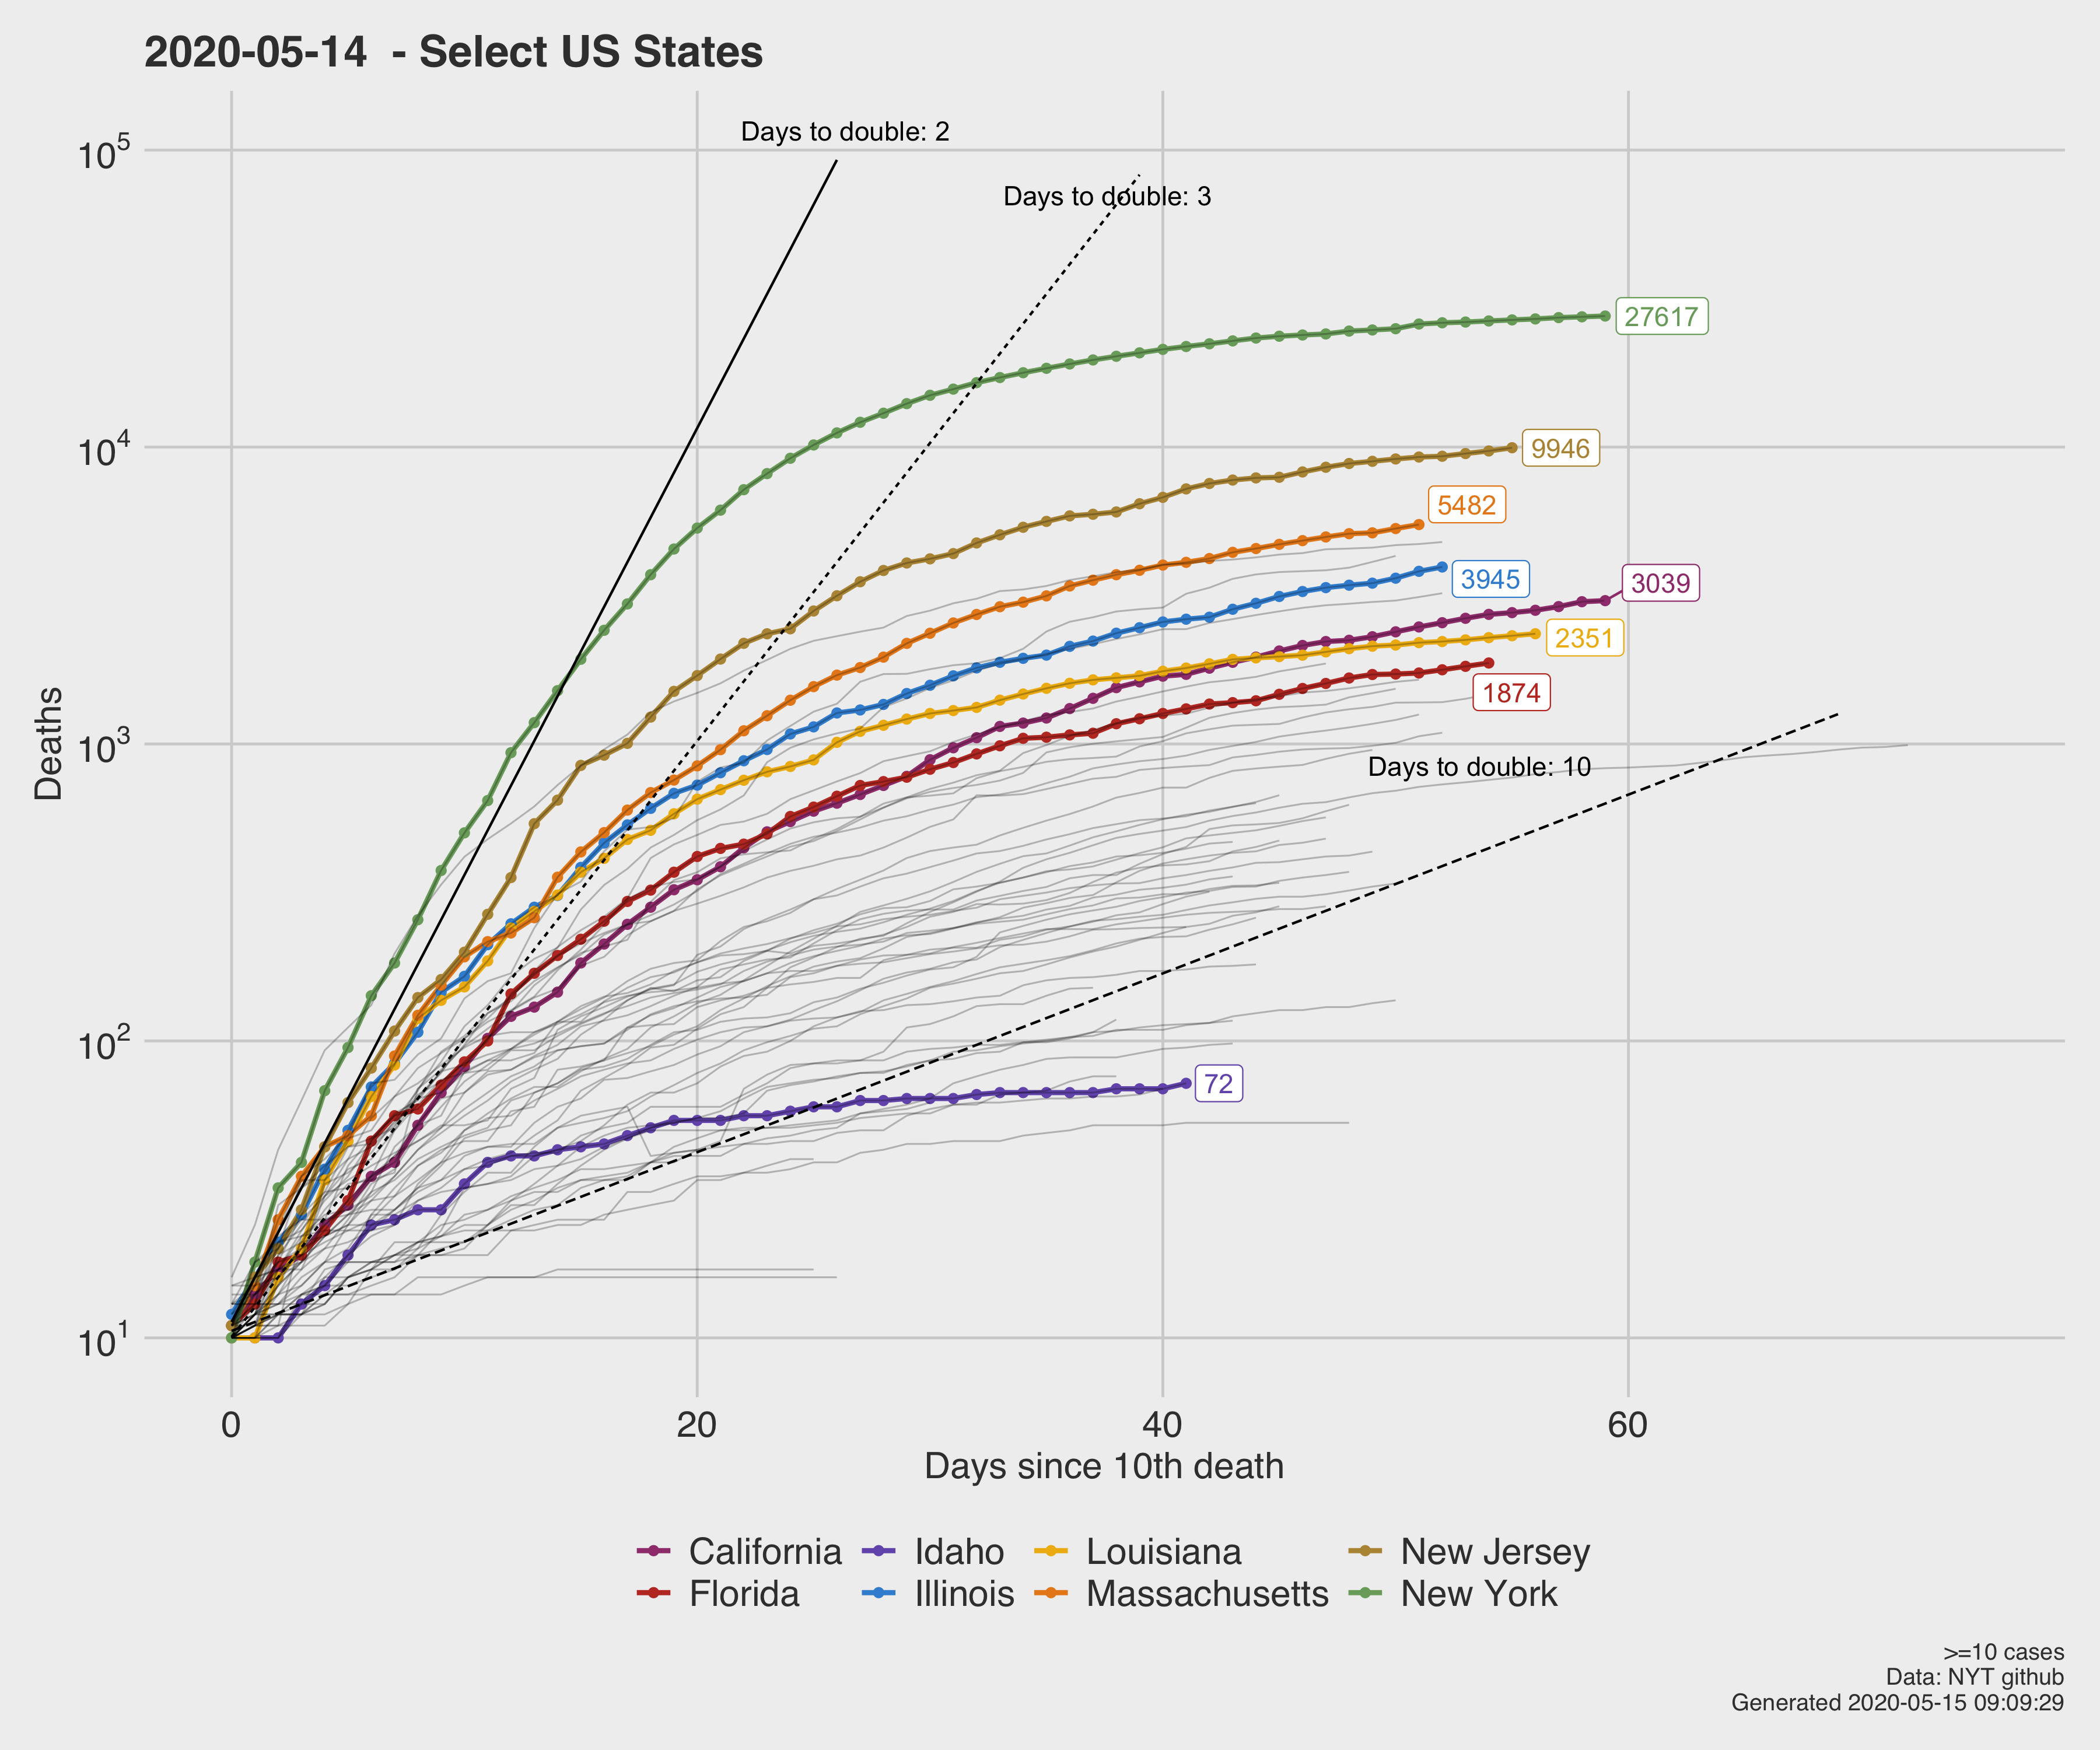 2020-05-14  - Select US States
Days to double: 2
Days to double: 3
Days to double: 10
10^5
10^4
10^3
10^2
10^1
Deaths
27617
9946
5482
3945
3039
2351
1874
72
0 20 40 60
Days since 10th death
California Idaho Louisiana New Jersey
Florida Illinois Massachusetts New York
>=10 cases
Data: NYT github
Generated 2020-05-15 09:09:29